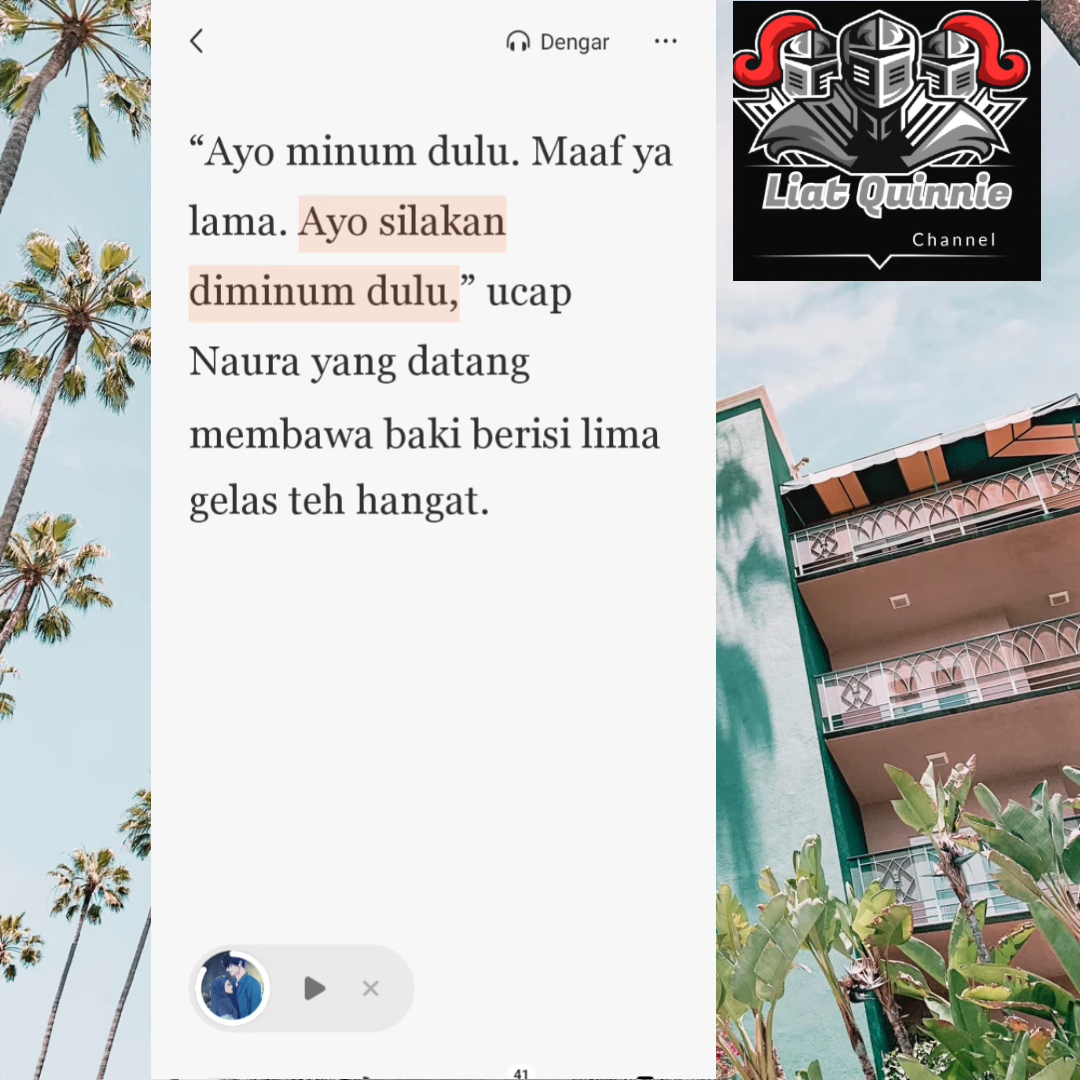 Dengar
“Ayo minum dulu. Maaf ya
lama. Ayo silakan
diminum dulu,” ucap
Naura yang datang
membawa baki berisi lima
gelas teh hangat.
Liat Quinnie
Channel
41